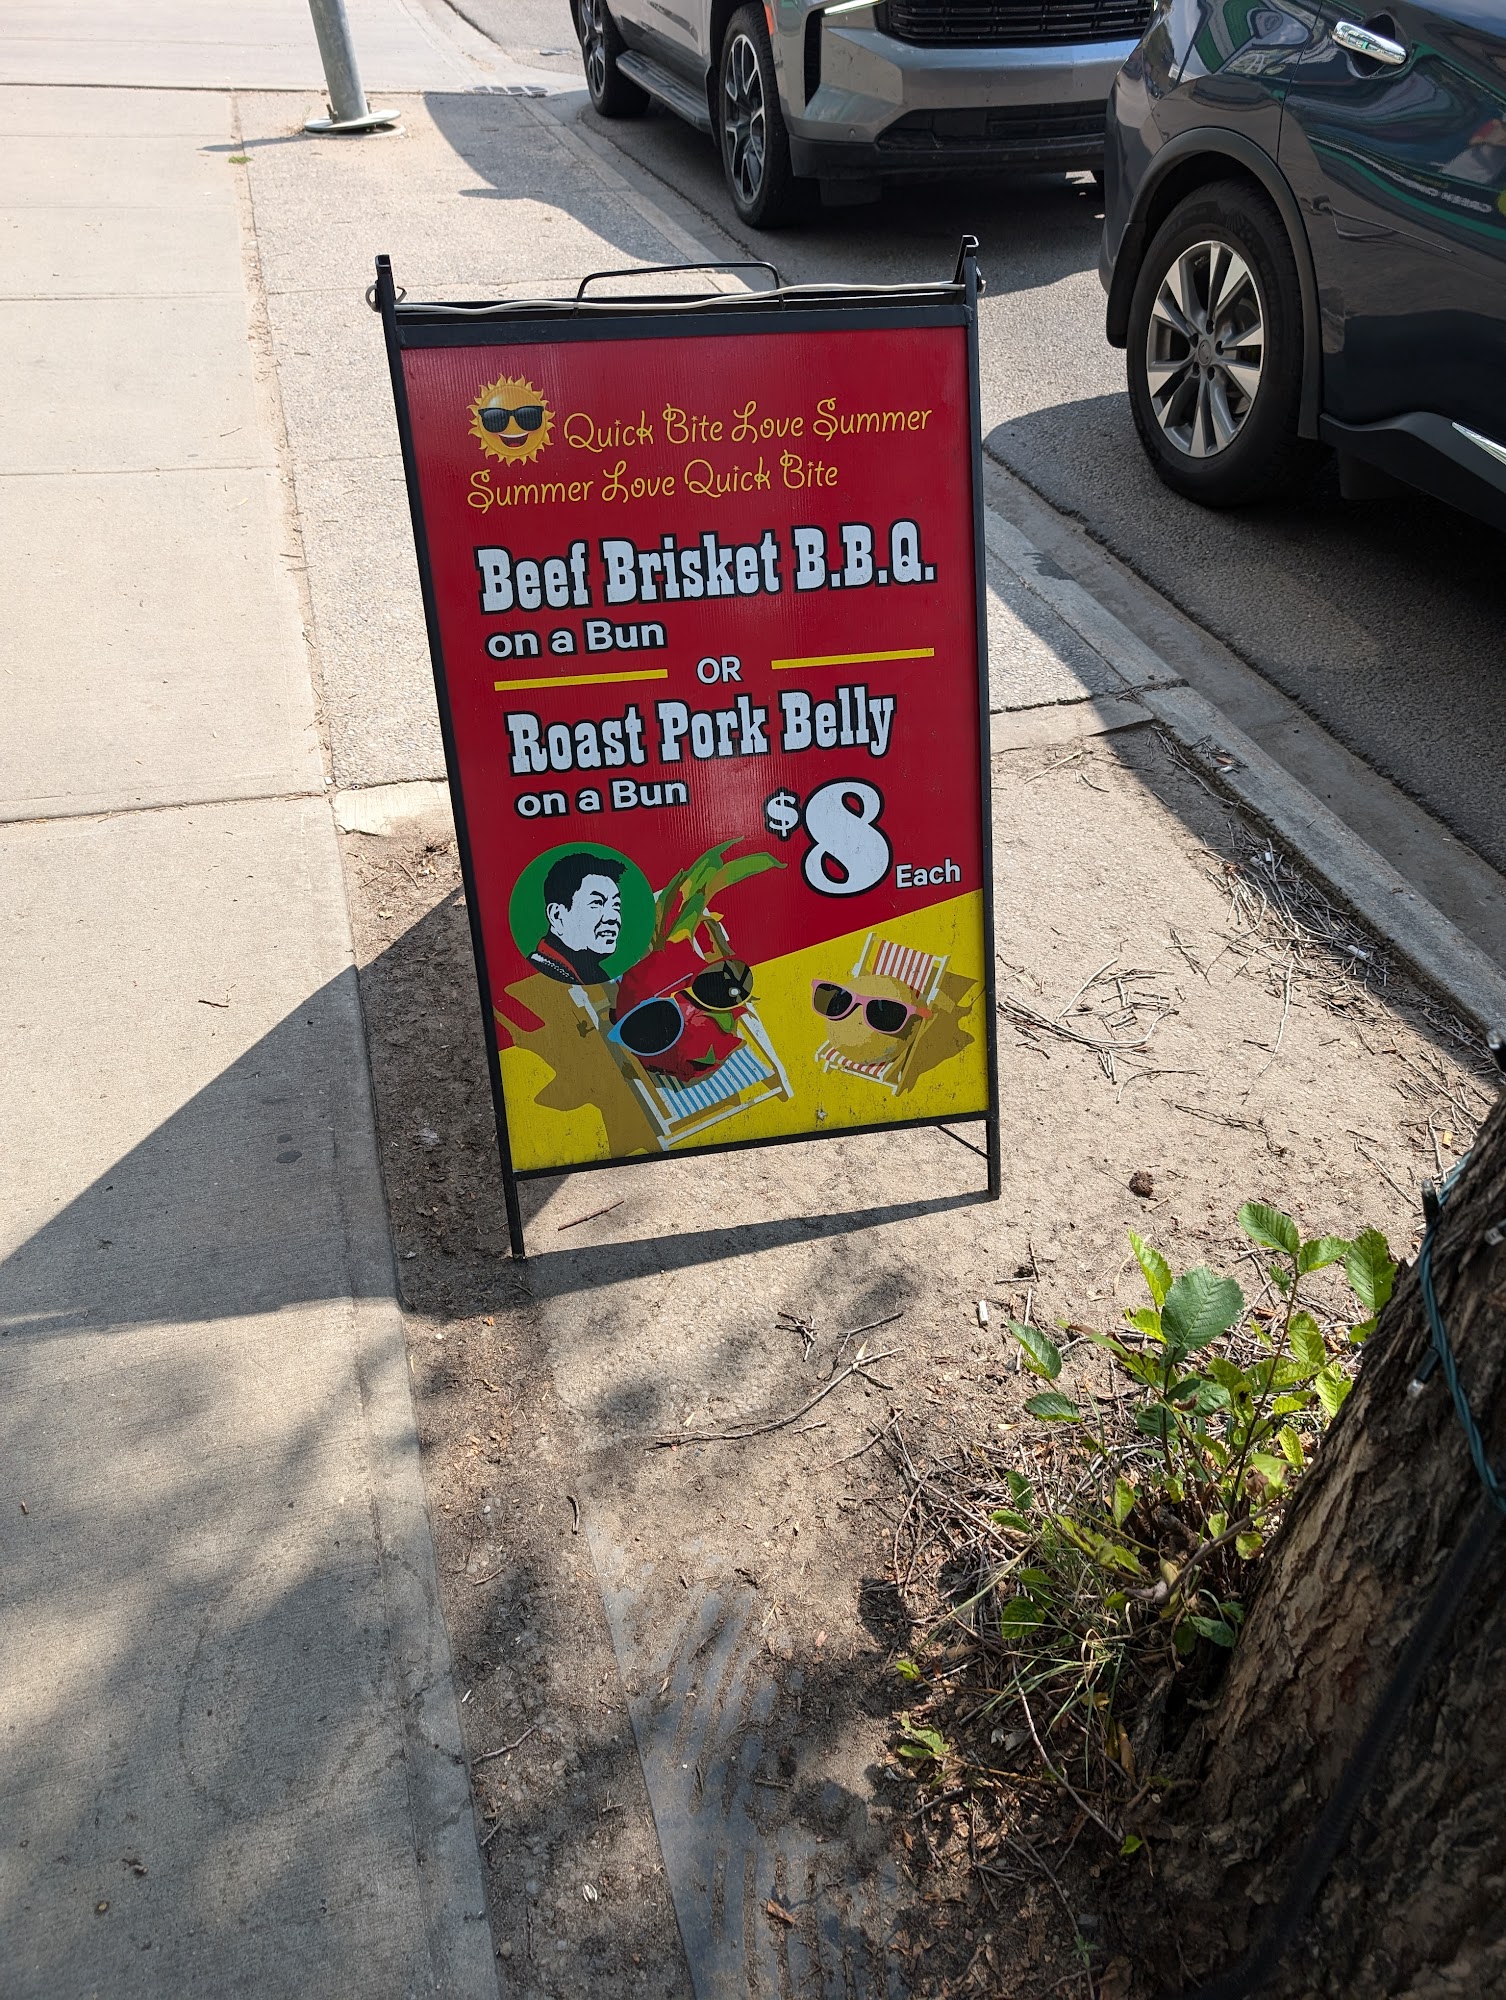 Quick Bite Love Summer
Summer Love Quick Bite
Beef Brisket B.B.Q.
on a Bun
OR
Roast Pork Belly
on a Bun
$8 Each